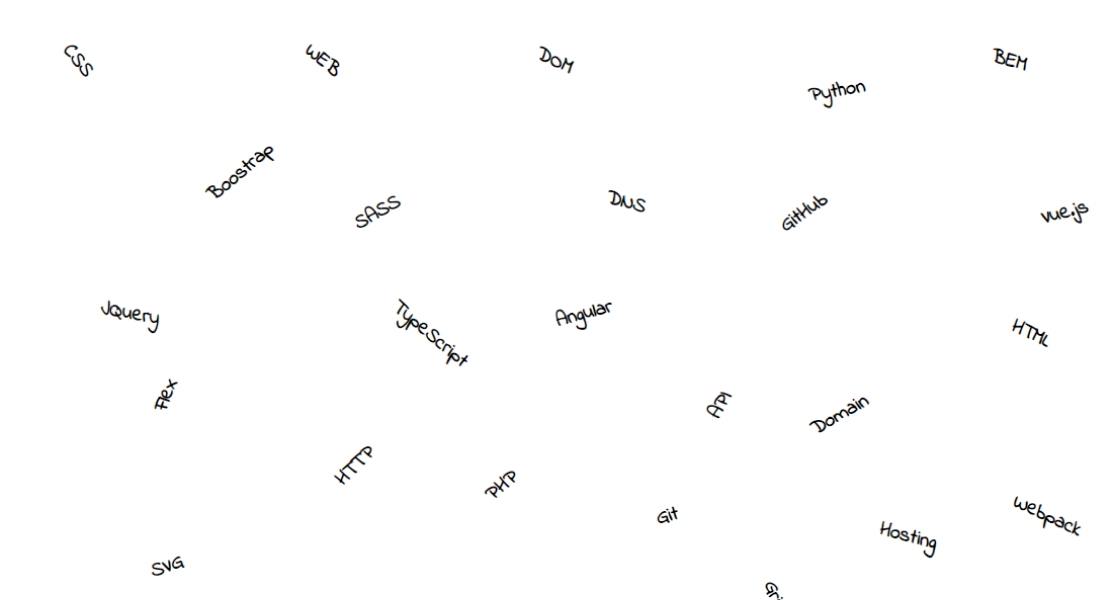 CSS
WEB
DOM
BEM
Python
Boostrap
SASS
DNS
GitHub
vue.js
JQuery
TypeScript
Angular
HTML
Flex
API
Domain
HTTP
PHP
Git
Webpack
Hosting
SVG